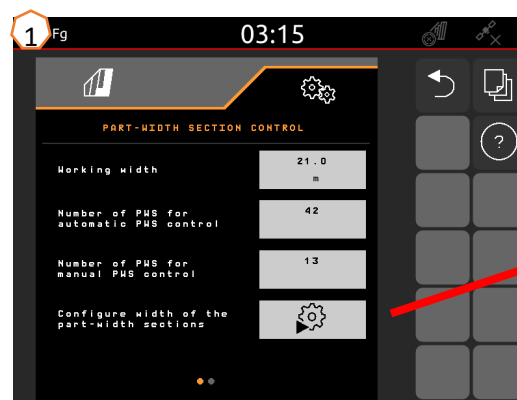 1
Fg
03:15
PART-WIDTH SECTION CONTROL
Working width
21.0
m
Number of PWS for
automatic PWS control
42
Number of PWS for
manual PWS control
13
Configure width of the
part-width sections
?